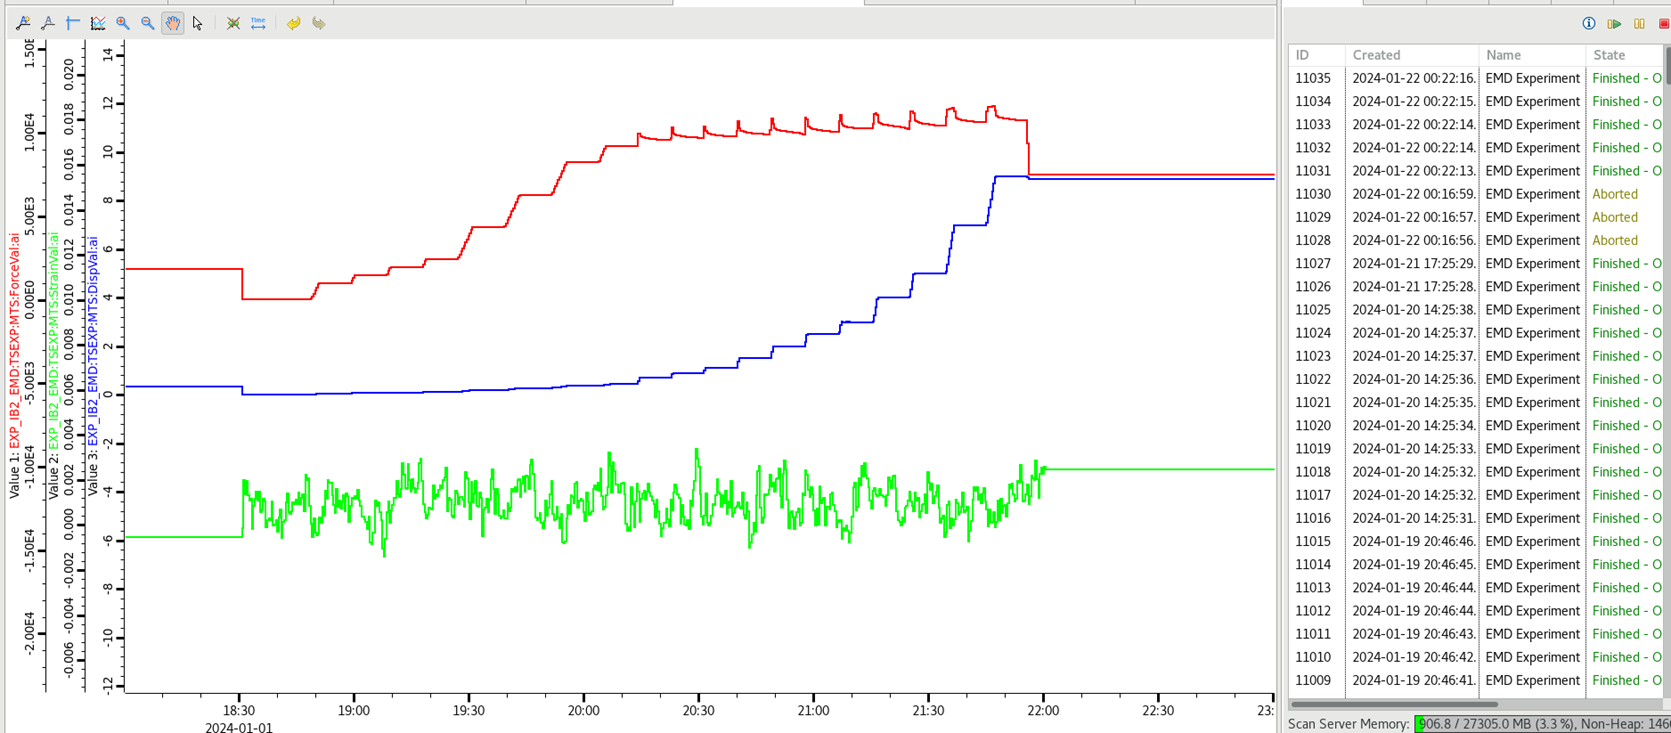 Time
Value 1: EXP_IB2_EMD:TSEXP:MTS:ForceVal:ai
1.00E4
5.00E3
0.00E0
-5.00E3
-1.00E4
-1.50E4
-2.00E4
Value 2: EXP_IB2_EMD:TSEXP:MTS:StrainVal:ai
0.020
0.018
0.016
0.014
0.012
0.010
0.008
0.006
0.004
0.002
0.000
-0.002
-0.004
-0.006
Value 3: EXP_IB2_EMD:TSEXP:MTS:DispVal:ai
14
12
10
8
6
4
2
0
-2
-4
-6
-8
-10
-12
18:30 19:00 19:30 20:00 20:30 21:00 21:30 22:00 22:30 23:
2024-01-01
ID Created Name State
11035 2024-01-22 00:22:16. EMD Experiment Finished - O
11034 2024-01-22 00:22:15. EMD Experiment Finished - O
11033 2024-01-22 00:22:14. EMD Experiment Finished - O
11032 2024-01-22 00:22:14. EMD Experiment Finished - O
11031 2024-01-22 00:22:13. EMD Experiment Finished - O
11030 2024-01-22 00:16:59. EMD Experiment Aborted
11029 2024-01-22 00:16:57. EMD Experiment Aborted
11028 2024-01-22 00:16:56. EMD Experiment Aborted
11027 2024-01-21 17:25:29. EMD Experiment Finished - O
11026 2024-01-21 17:25:28. EMD Experiment Finished - O
11025 2024-01-20 14:25:38. EMD Experiment Finished - O
11024 2024-01-20 14:25:37. EMD Experiment Finished - O
11023 2024-01-20 14:25:37. EMD Experiment Finished - O
11022 2024-01-20 14:25:36. EMD Experiment Finished - O
11021 2024-01-20 14:25:35. EMD Experiment Finished - O
11020 2024-01-20 14:25:34. EMD Experiment Finished - O
11019 2024-01-20 14:25:33. EMD Experiment Finished - O
11018 2024-01-20 14:25:32. EMD Experiment Finished - O
11017 2024-01-20 14:25:32. EMD Experiment Finished - O
11016 2024-01-20 14:25:31. EMD Experiment Finished - O
11015 2024-01-19 20:46:46. EMD Experiment Finished - O
11014 2024-01-19 20:46:45. EMD Experiment Finished - O
11013 2024-01-19 20:46:44. EMD Experiment Finished - O
11012 2024-01-19 20:46:44. EMD Experiment Finished - O
11011 2024-01-19 20:46:43. EMD Experiment Finished - O
11010 2024-01-19 20:46:42. EMD Experiment Finished - O
11009 2024-01-19 20:46:41. EMD Experiment Finished - O
Scan Server Memory: 906.8 / 27305.0 MB (3.3 %), Non-Heap: 146